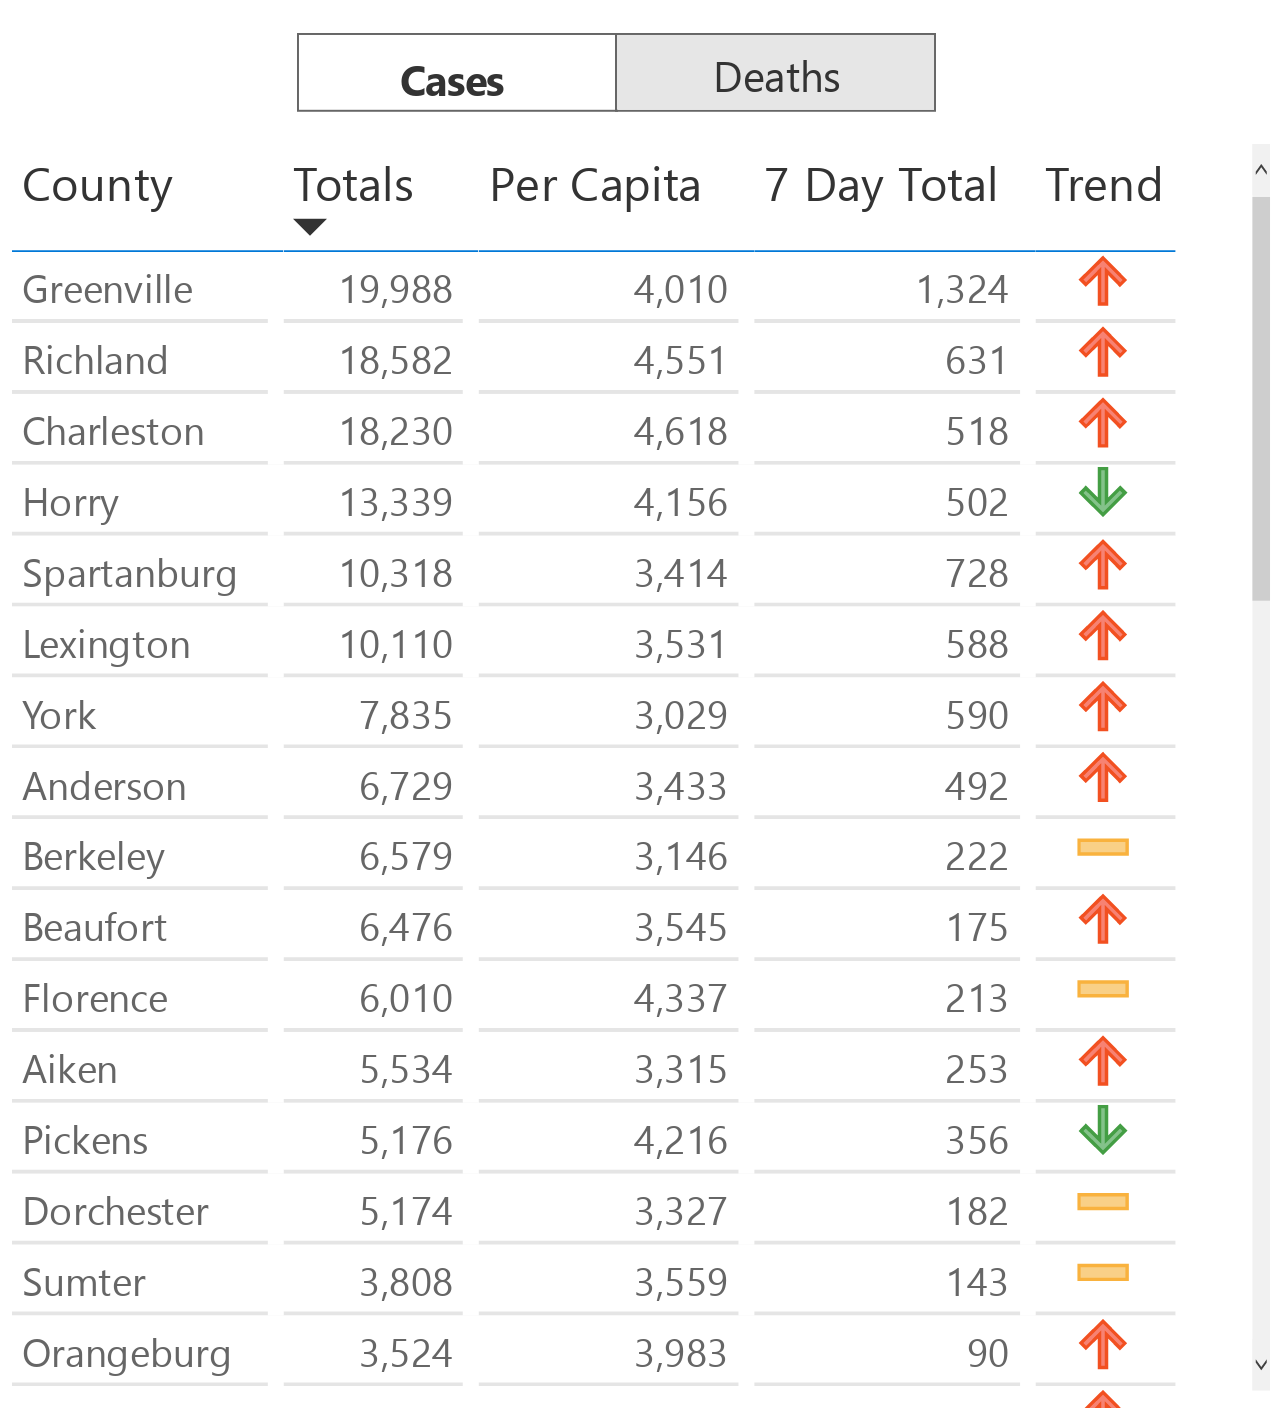 Cases Deaths
County Totals Per Capita 7 Day Total Trend
Greenville 19,988 4,010 1,324
Richland 18,582 4,551 631
Charleston 18,230 4,618 518
Horry 13,339 4,156 502
Spartanburg 10,318 3,414 728
Lexington 10,110 3,531 588
York 7,835 3,029 590
Anderson 6,729 3,433 492
Berkeley 6,579 3,146 222
Beaufort 6,476 3,545 175
Florence 6,010 4,337 213
Aiken 5,534 3,315 253
Pickens 5,176 4,216 356
Dorchester 5,174 3,327 182
Sumter 3,808 3,559 143
Orangeburg 3,524 3,983 90